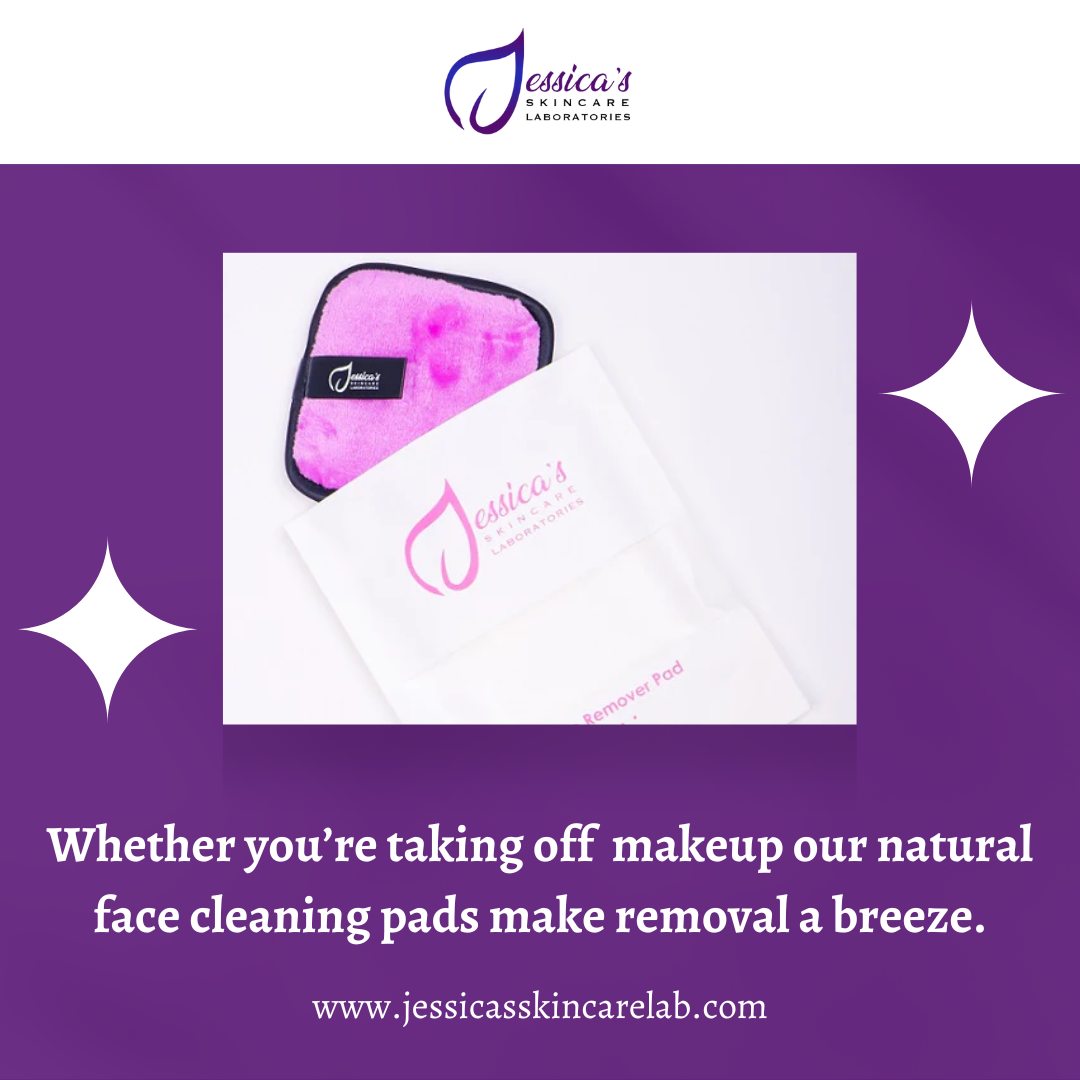 Jessica's
SKINCARE
LABORATORIES
Jessica's
SKINCARE
LABORATORIES
Jessica's
SKINCARE
LABORATORIES
Remover Pad
Whether you’re taking off  makeup our natural
face cleaning pads make removal a breeze.
www.jessicasskincarelab.com